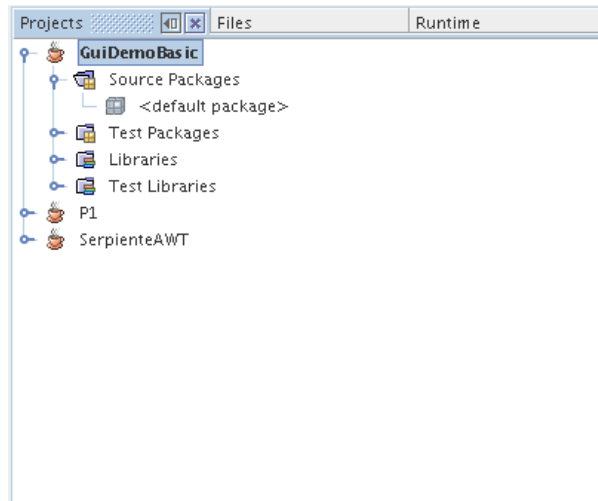 Projects Files Runtime
GuiDemoBasic
Source Packages
<default package>
Test Packages
Libraries
Test Libraries
P1
SerpienteAWT